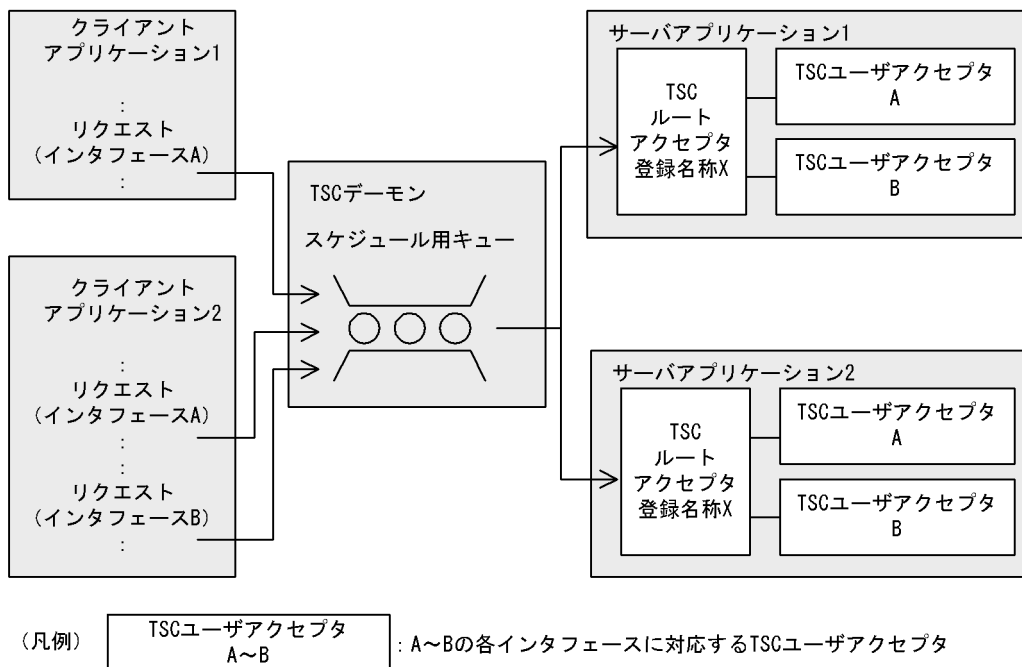 クライアント
アプリケーション1
:
リクエスト
(インタフェースA)
:
クライアント
アプリケーション2
:
リクエスト
(インタフェースA)
:
:
リクエスト
(インタフェースB)
:
TSCデーモン
スケジュール用キュー
サーバアプリケーション1
TSC
ルート
アクセプタ
登録名称X
TSCユーザアクセプタ
A
TSCユーザアクセプタ
B
サーバアプリケーション2
TSC
ルート
アクセプタ
登録名称X
TSCユーザアクセプタ
A
TSCユーザアクセプタ
B
(凡例)
TSCユーザアクセプタ
A～B
: A～Bの各インタフェースに対応するTSCユーザアクセプタ